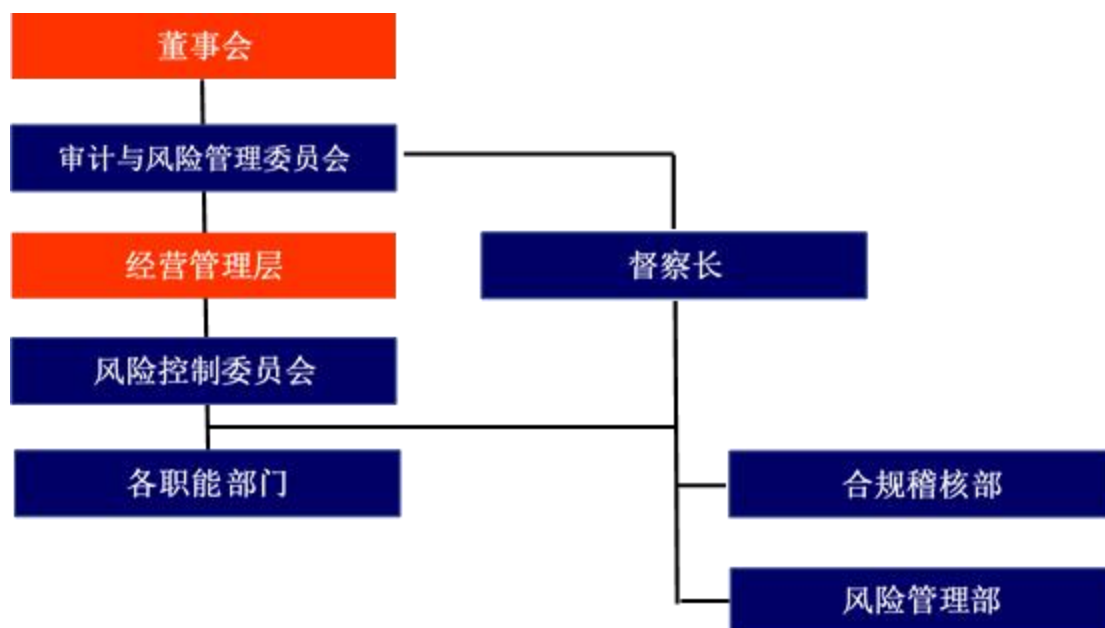 董事会
审计与风险管理委员会
经营管理层
督察长
风险控制委员会
各职能部门
合规稽核部
风险管理部